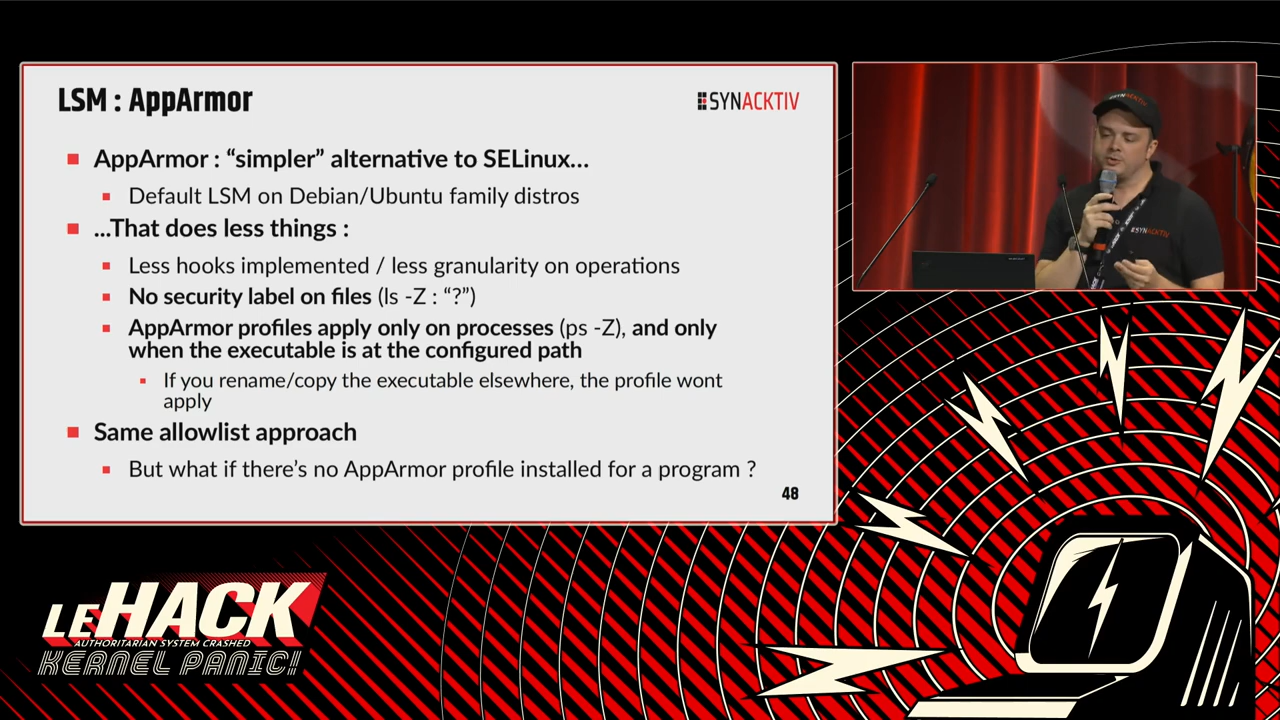 LSM : AppArmor
SYNACKTIV
AppArmor : “simpler” alternative to SELinux...
Default LSM on Debian/Ubuntu family distros
...That does less things :
Less hooks implemented / less granularity on operations
No security label on files (ls -Z : “?”)
AppArmor profiles apply only on processes (ps -Z), and only
when the executable is at the configured path
If you rename/copy the executable elsewhere, the profile wont
apply
Same allowlist approach
But what if there’s no AppArmor profile installed for a program ?
48
SYNACKTIV
SYNACKTIV
LEHACK
AUTHORITARIAN SYSTEM CRASHED
KERNEL PANIC!